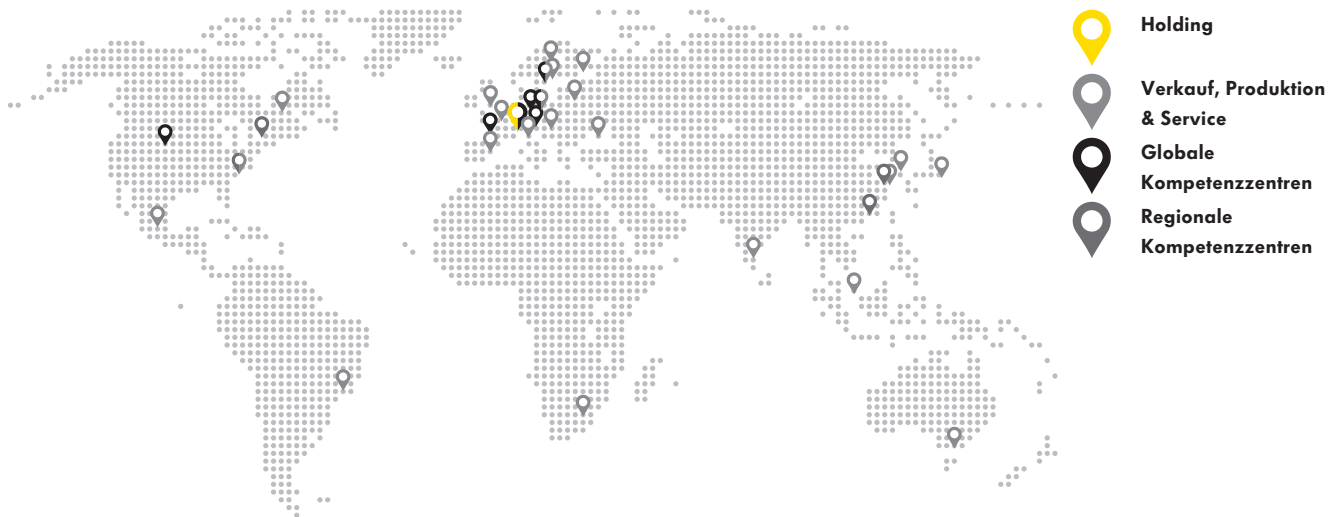 Holding
Verkauf, Produktion
& Service
Globale
Kompetenzzentren
Regionale
Kompetenzzentren